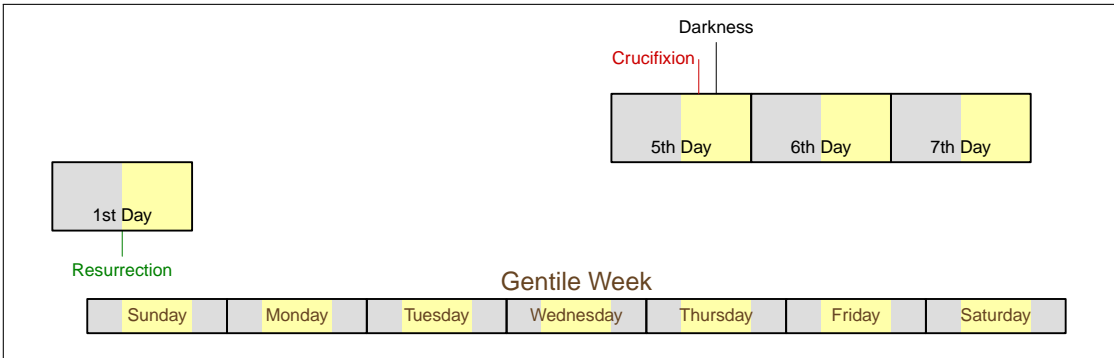 Darkness
Crucifixion
5th Day 6th Day 7th Day
1st Day
Resurrection
Gentile Week
Sunday Monday Tuesday Wednesday Thursday Friday Saturday